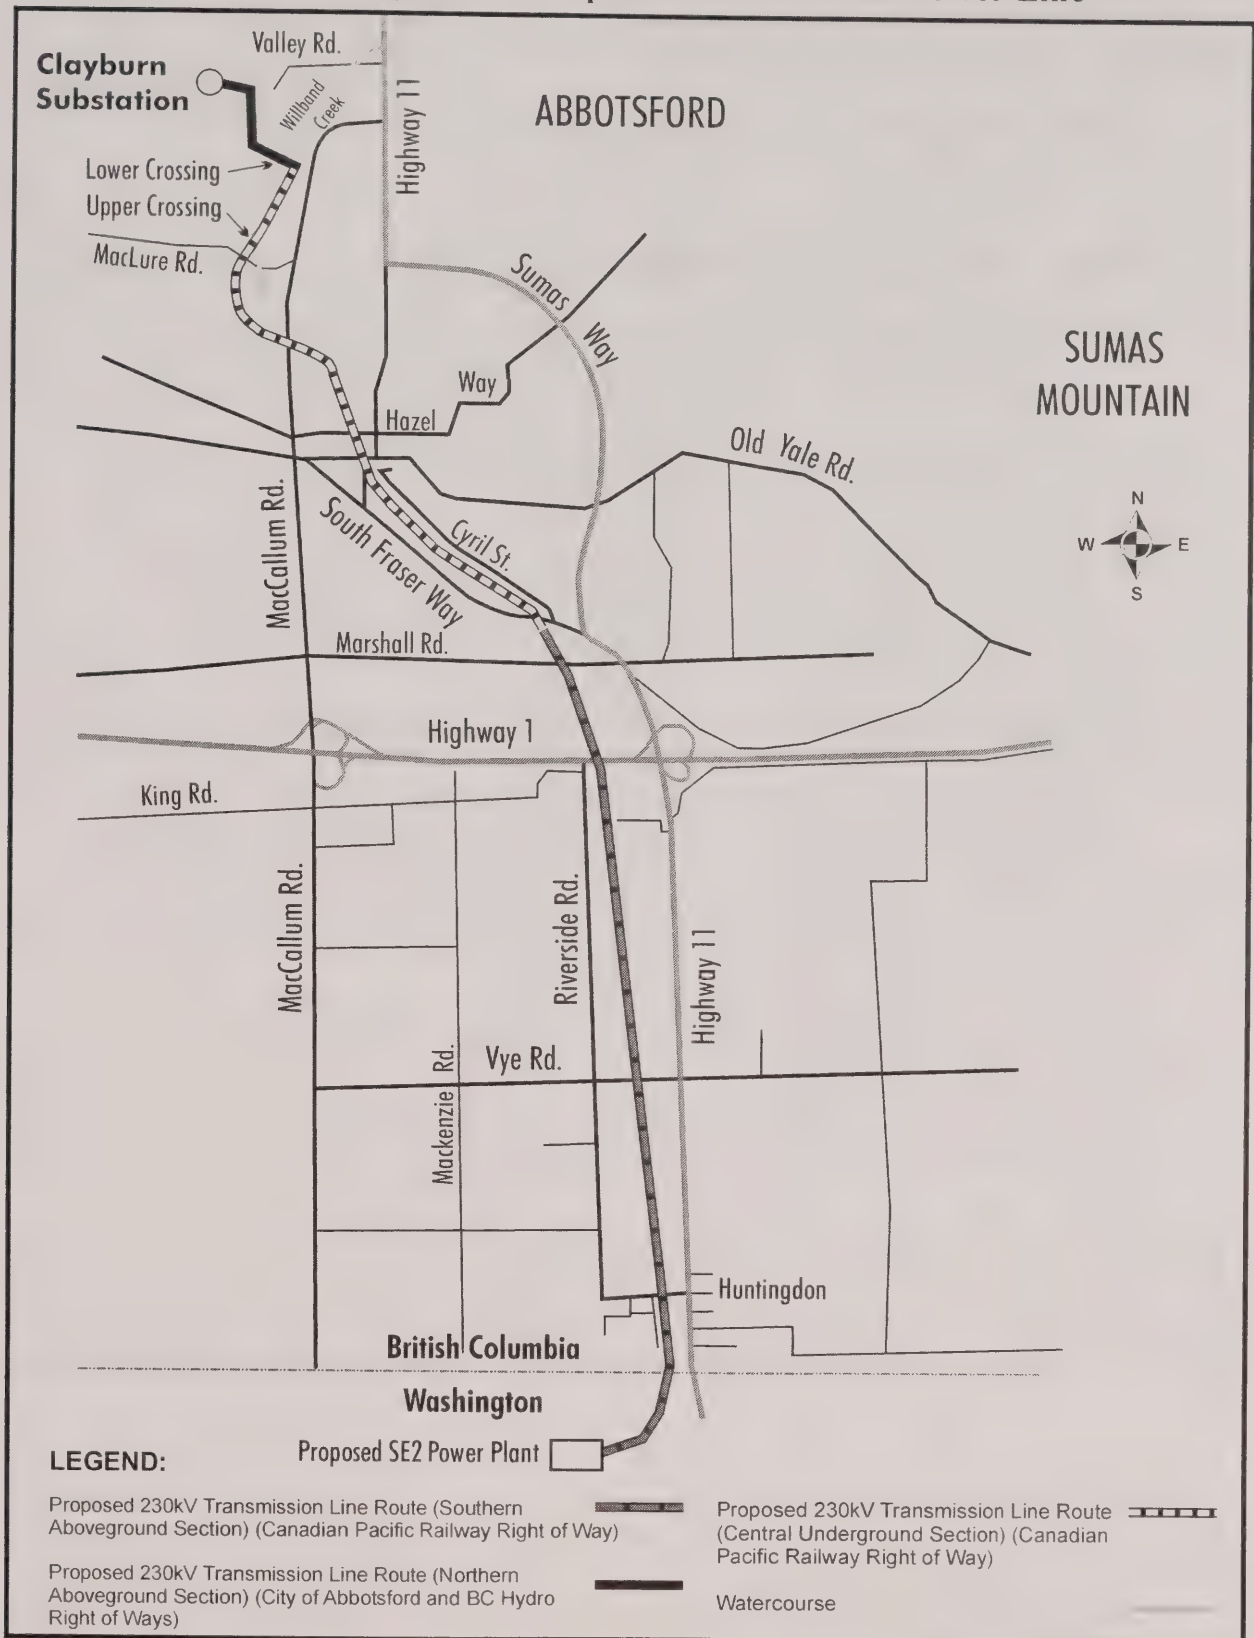 Valley Rd.
Clayburn
Substation
Willband
Creek
Highway 11
ABBOTSFORD
Lower Crossing
Upper Crossing
MacLure Rd.
Sumas
Way
SUMAS
MOUNTAIN
Way
Hazel
Old Yale Rd.
N
W E
S
MacCallum Rd.
South Fraser Way
Cyril St.
Marshall Rd.
Highway 1
King Rd.
MacCallum Rd.
Riverside Rd.
Highway 11
Mackenzie Rd.
Vye Rd.
Huntingdon
British Columbia
Washington
Proposed SE2 Power Plant
LEGEND:
Proposed 230kV Transmission Line Route (Southern
Aboveground Section) (Canadian Pacific Railway Right of Way)
Proposed 230kV Transmission Line Route (Northern
Aboveground Section) (City of Abbotsford and BC Hydro
Right of Ways)
Proposed 230kV Transmission Line Route
(Central Underground Section) (Canadian
Pacific Railway Right of Way)
Watercourse